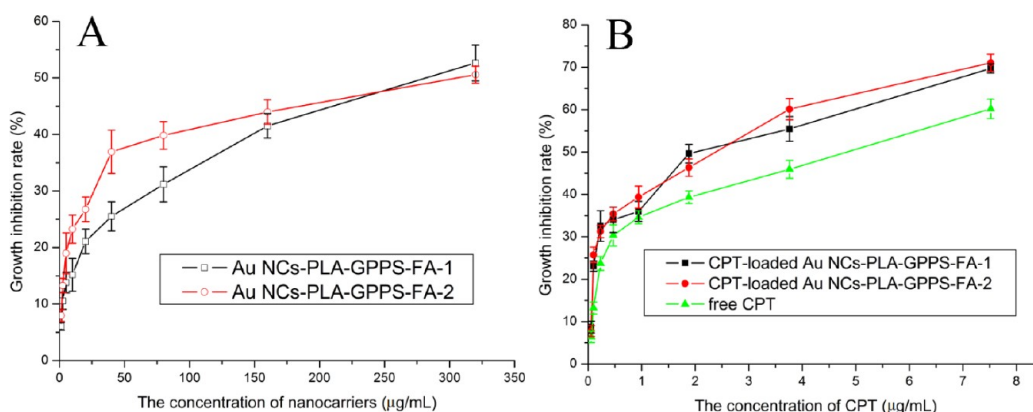 A
60
50
40
30
20
10
0
0 50 100 150 200 250 300 350
Growth inhibition rate (%)
The concentration of nanocarriers (μg/mL)
Au NCs-PLA-GPPS-FA-1
Au NCs-PLA-GPPS-FA-2
B
80
70
60
50
40
30
20
10
0
0 1 2 3 4 5 6 7 8
Growth inhibition rate (%)
The concentration of CPT (μg/mL)
CPT-loaded Au NCs-PLA-GPPS-FA-1
CPT-loaded Au NCs-PLA-GPPS-FA-2
free CPT